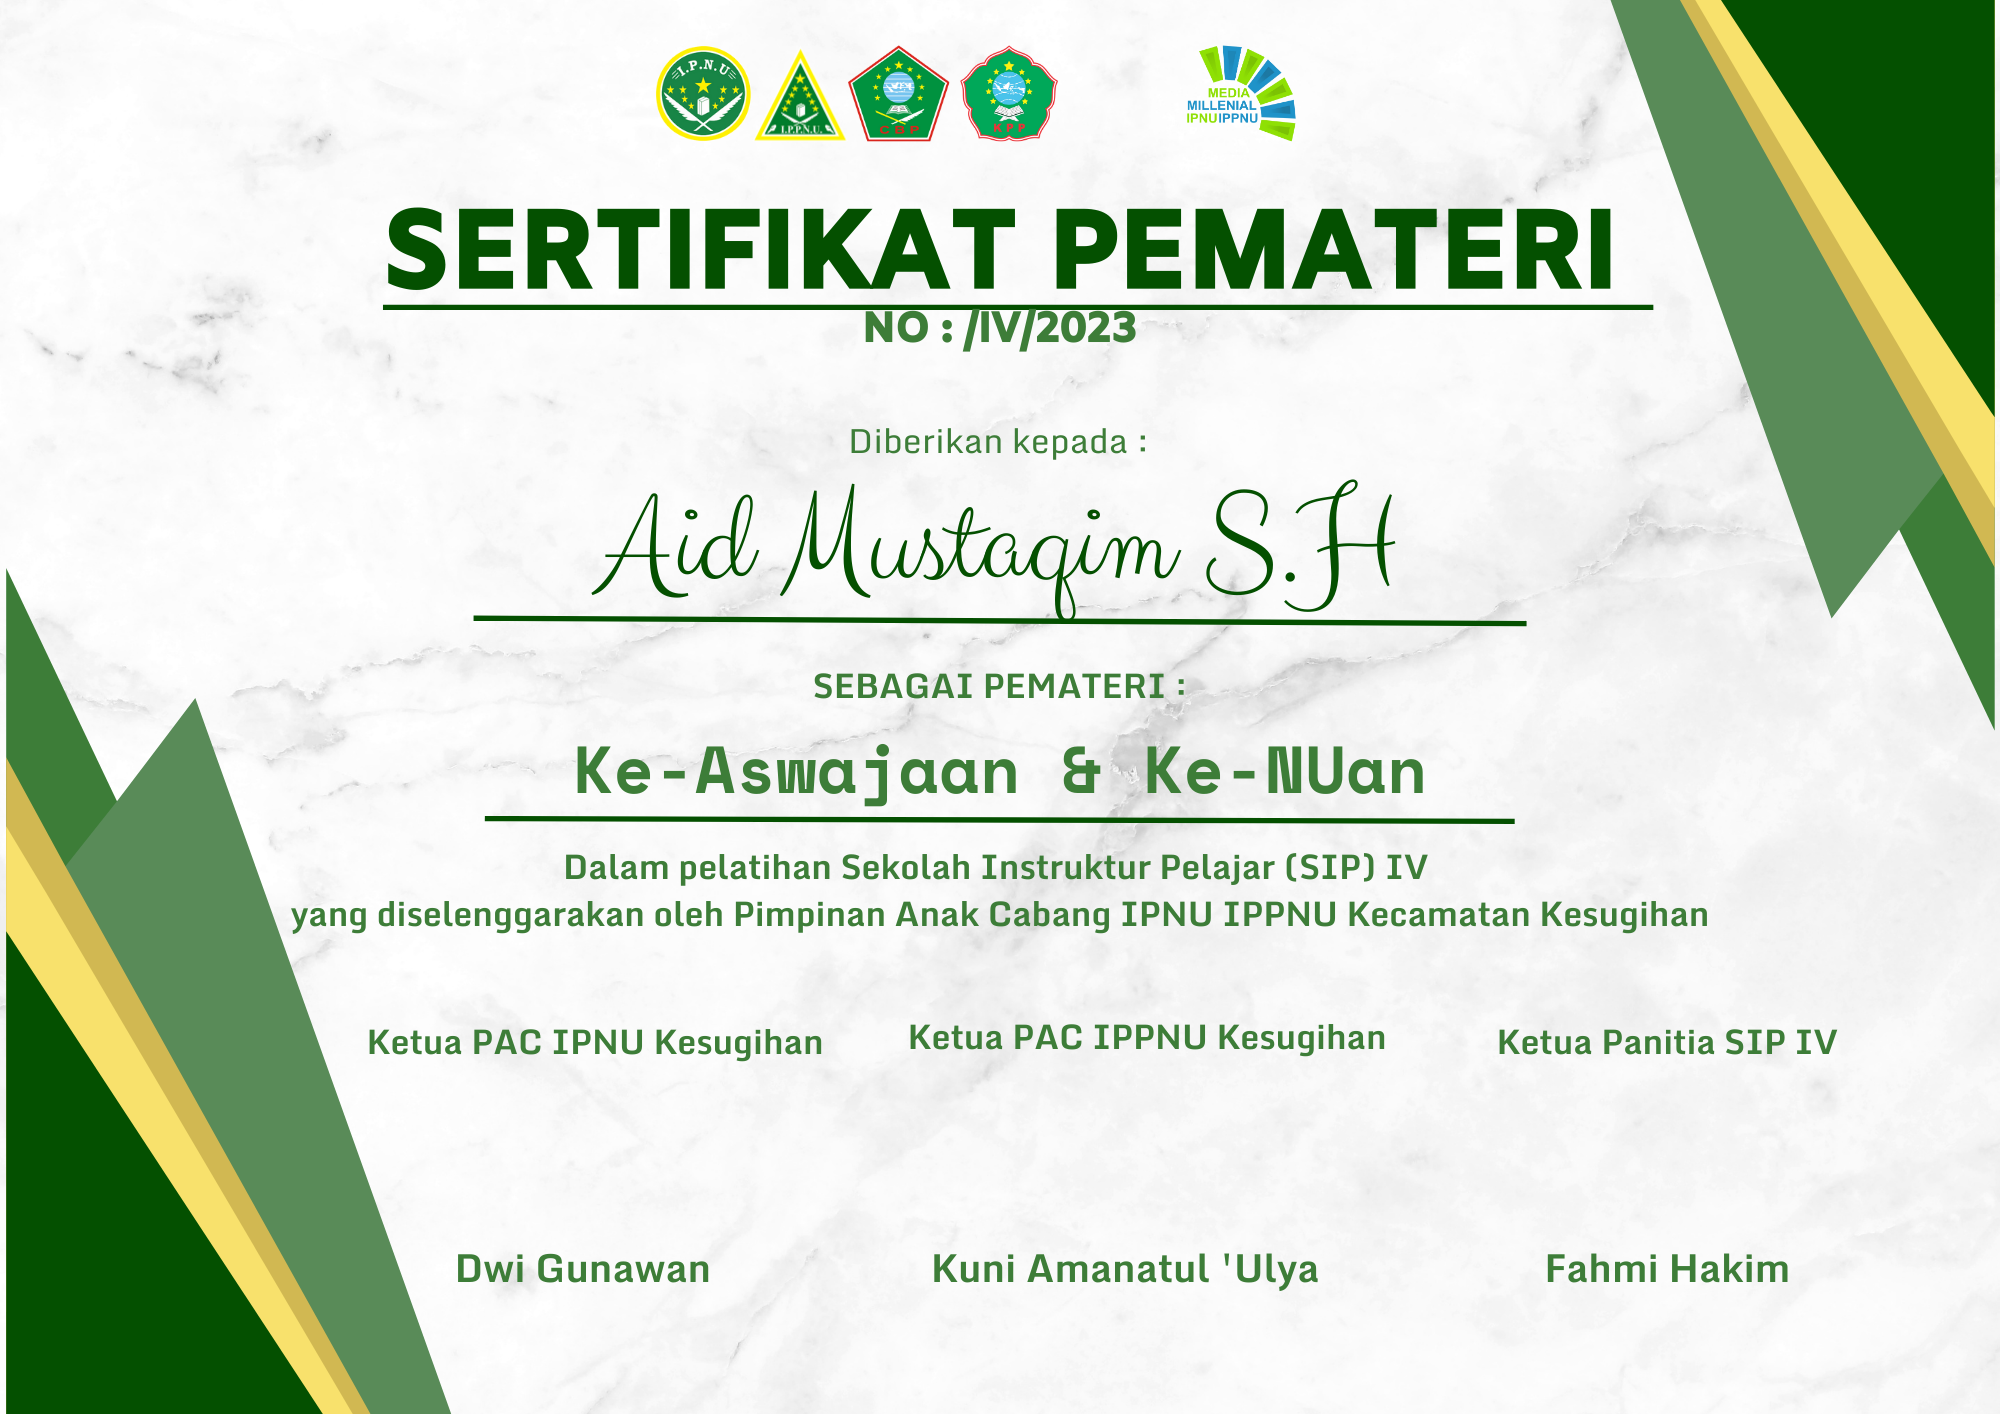 I.P.N.U
I.P.P.N.U.
CBP
KPP
MEDIA
MILLENIAL
IPNUIPPNU
SERTIFIKAT PEMATERI
NO : /IV/2023
Diberikan kepada :
Aid Mustaqim S.H
SEBAGAI PEMATERI :
Ke-Aswajaan & Ke-NUan
Dalam pelatihan Sekolah Instruktur Pelajar (SIP) IV
yang diselenggarakan oleh Pimpinan Anak Cabang IPNU IPPNU Kecamatan Kesugihan
Ketua PAC IPNU Kesugihan
Ketua PAC IPPNU Kesugihan
Ketua Panitia SIP IV
Dwi Gunawan
Kuni Amanatul 'Ulya
Fahmi Hakim